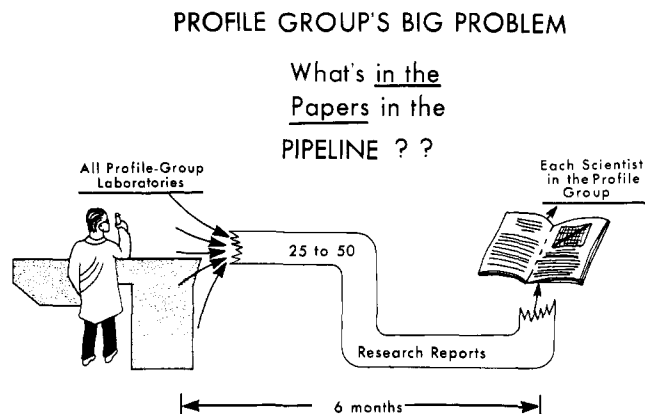 PROFILE GROUP'S BIG PROBLEM
What's in the
Papers in the
PIPELINE ? ?
All Profile-Group
Laboratories
Each Scientist
in the Profile
Group
25 to 50
Research Reports
6 months